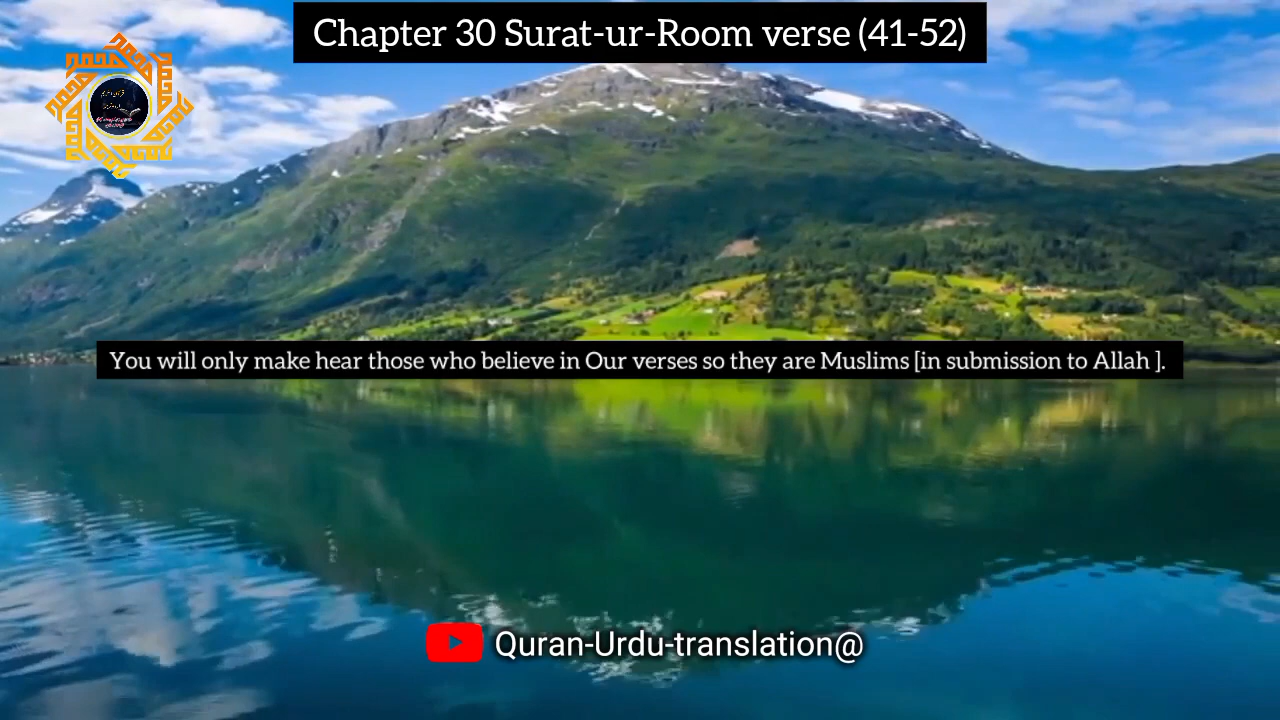 Chapter 30 Surat-ur-Room verse (41-52)
You will only make hear those who believe in Our verses so they are Muslims [in submission to Allah ].
Quran-Urdu-translation@